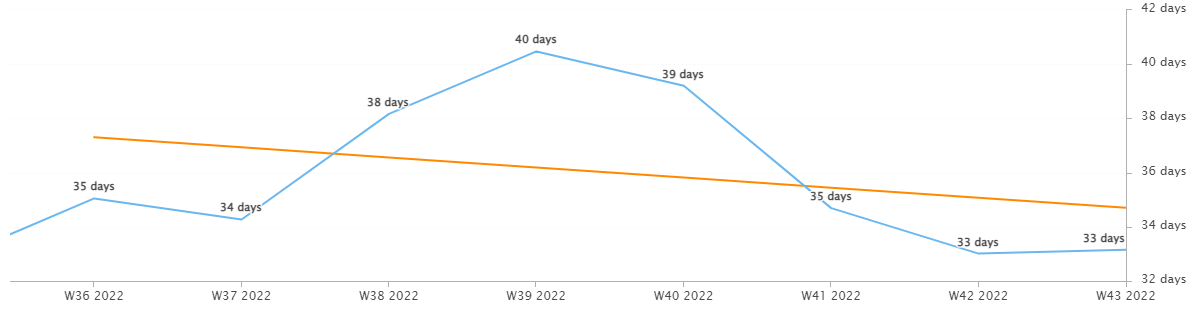 42 days
40 days
40 days
39 days
38 days
38 days
36 days
35 days
35 days
34 days
34 days
33 days
33 days
32 days
W36 2022
W37 2022
W38 2022
W39 2022
W40 2022
W41 2022
W42 2022
W43 2022